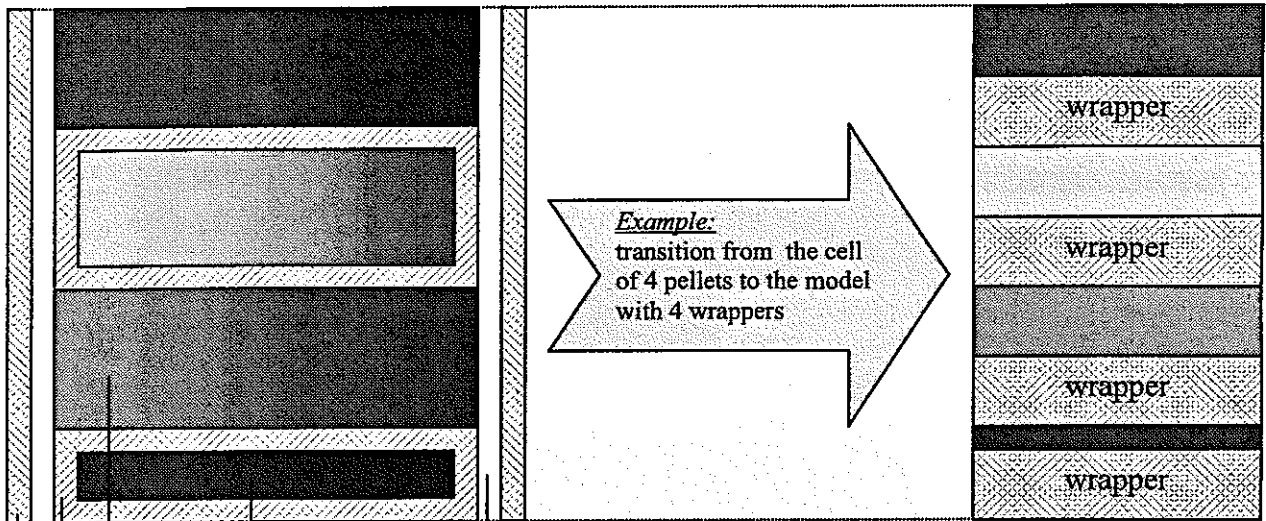 wrapper
Example:
transition from the cell
of 4 pellets to the model
with 4 wrappers
wrapper
wrapper
wrapper